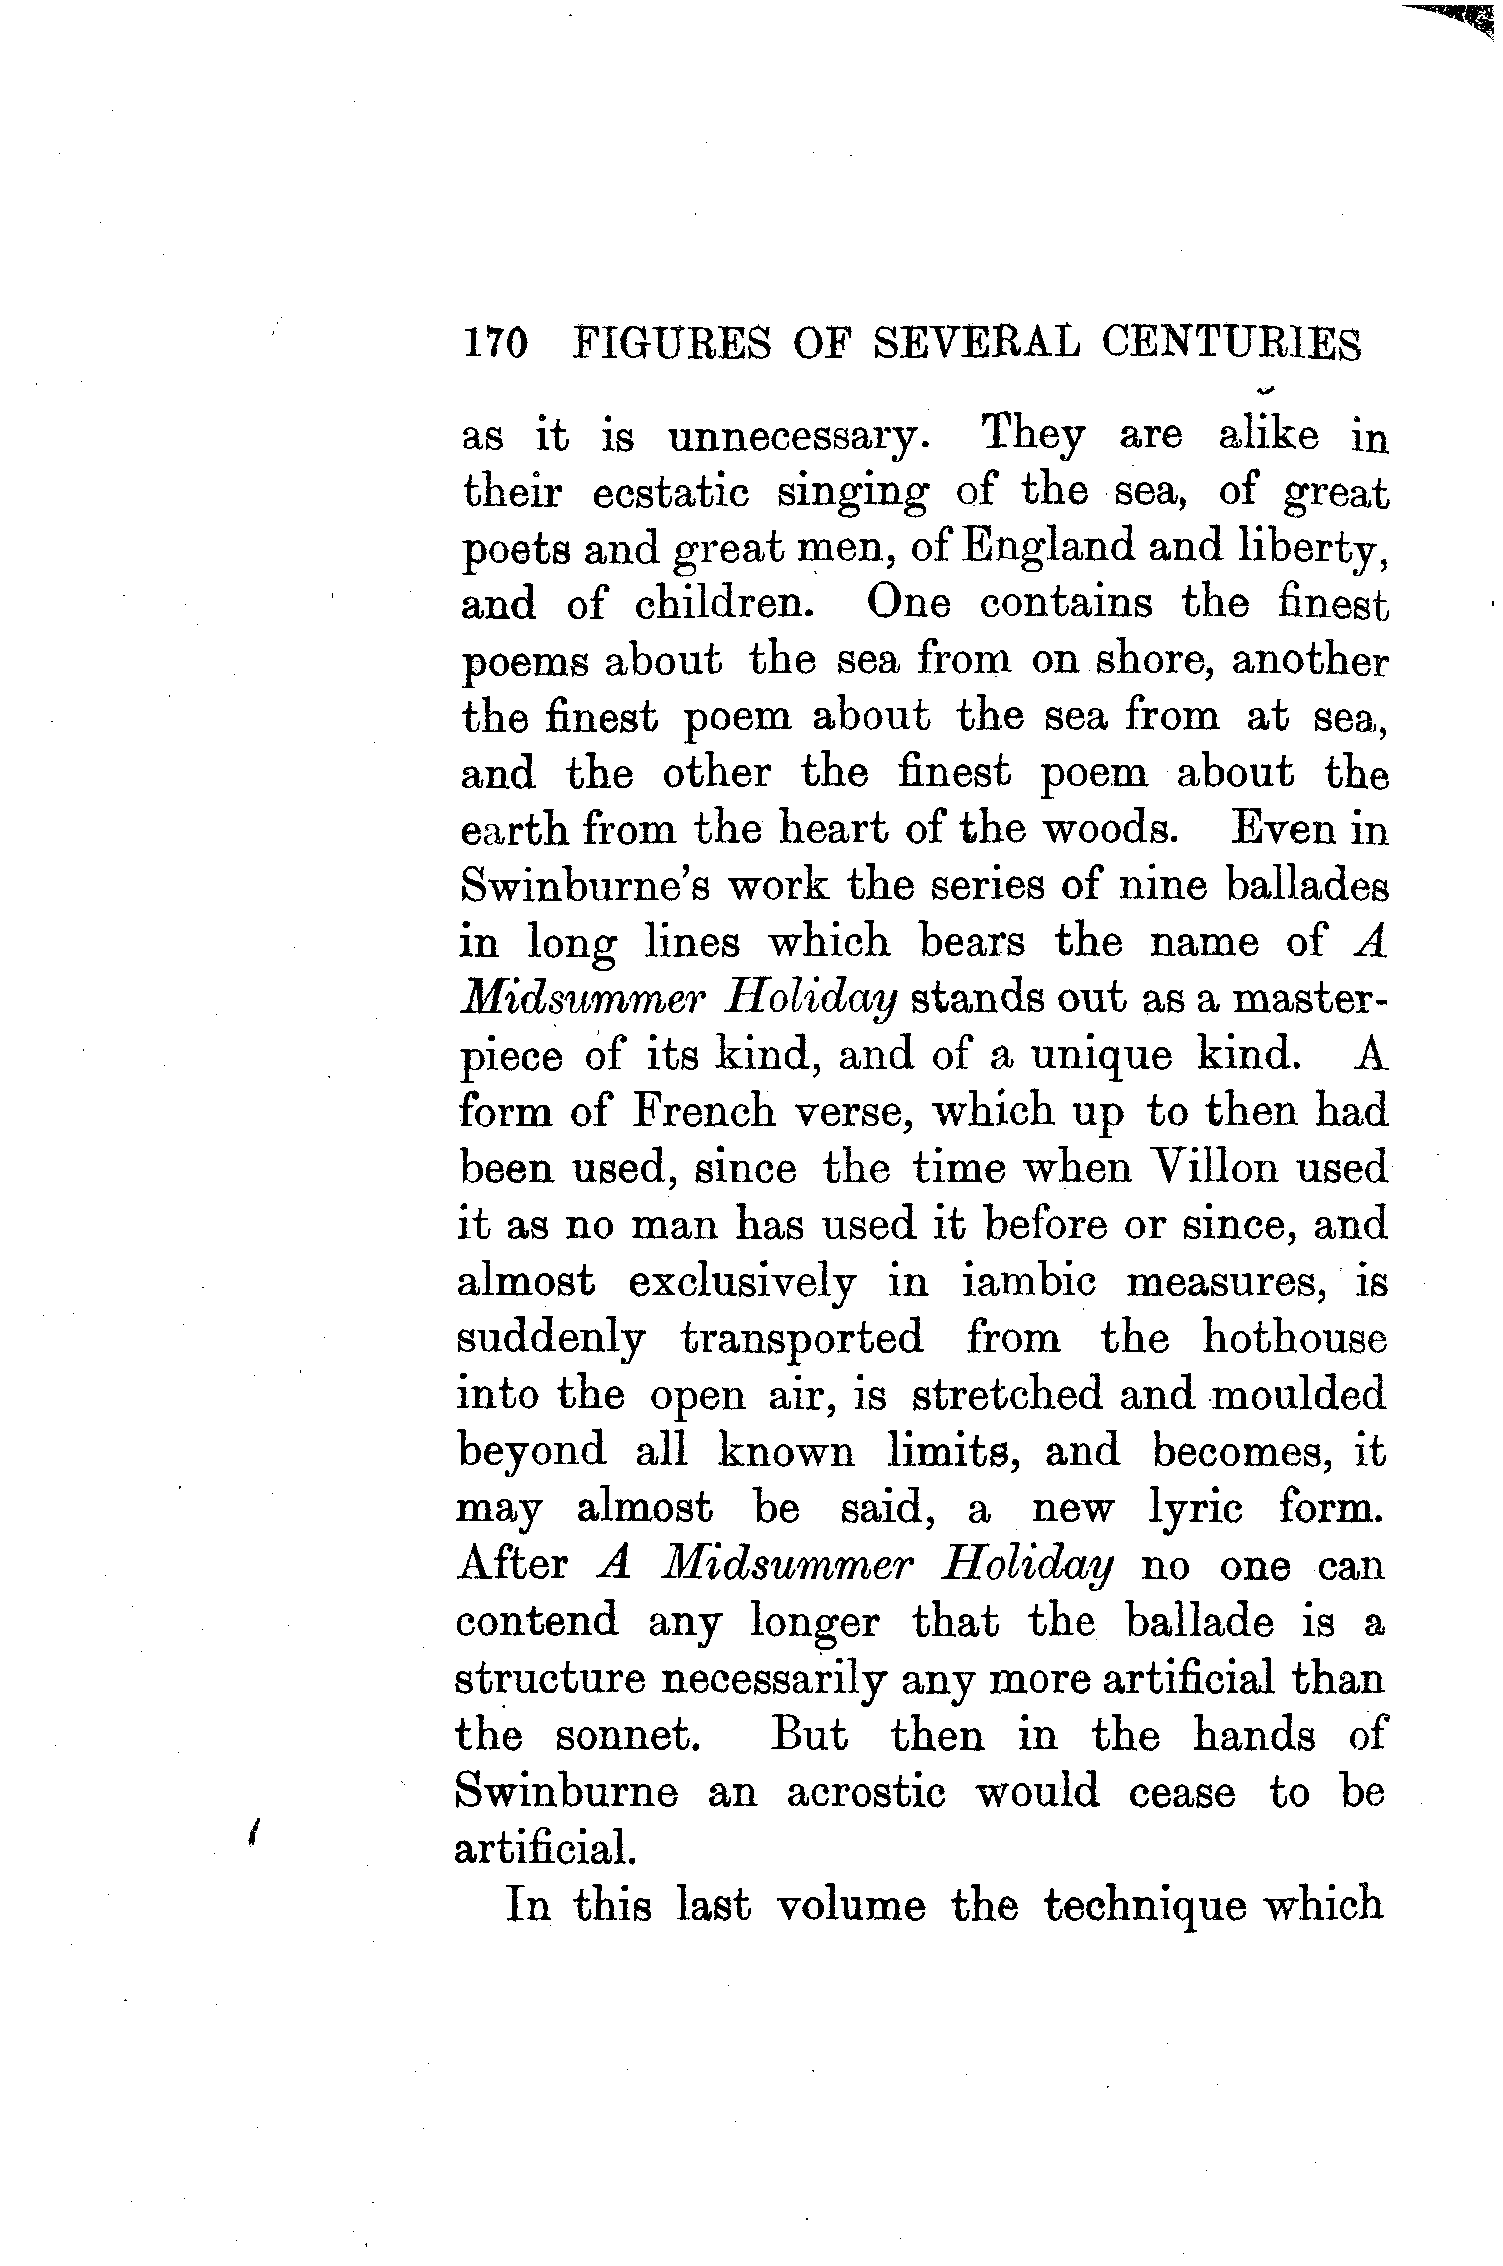 170 FIGURES OF SEVERAL CENTURIES
as it is unnecessary. They are alike in
their ecstatic singing of the sea, of great
poets and great men, of England and liberty,
and of children. One contains the finest
poems about the sea from on shore, another
the finest poem about the sea from at sea,
and the other the finest poem about the
earth from the heart of the woods. Even in
Swinburne's work the series of nine ballades
in long lines which bears the name of A
Midsummer Holiday stands out as a master-
piece of its kind, and of a unique kind. A
form of French verse, which up to then had
been used, since the time when Villon used
it as no man has used it before or since, and
almost exclusively in iambic measures, is
suddenly transported from the hothouse
into the open air, is stretched and moulded
beyond all known limits, and becomes, it
may almost be said, a new lyric form.
After A Midsummer Holiday no one can
contend any longer that the ballade is a
structure necessarily any more artificial than
the sonnet. But then in the hands of
Swinburne an acrostic would cease to be
artificial.
In this last volume the technique which